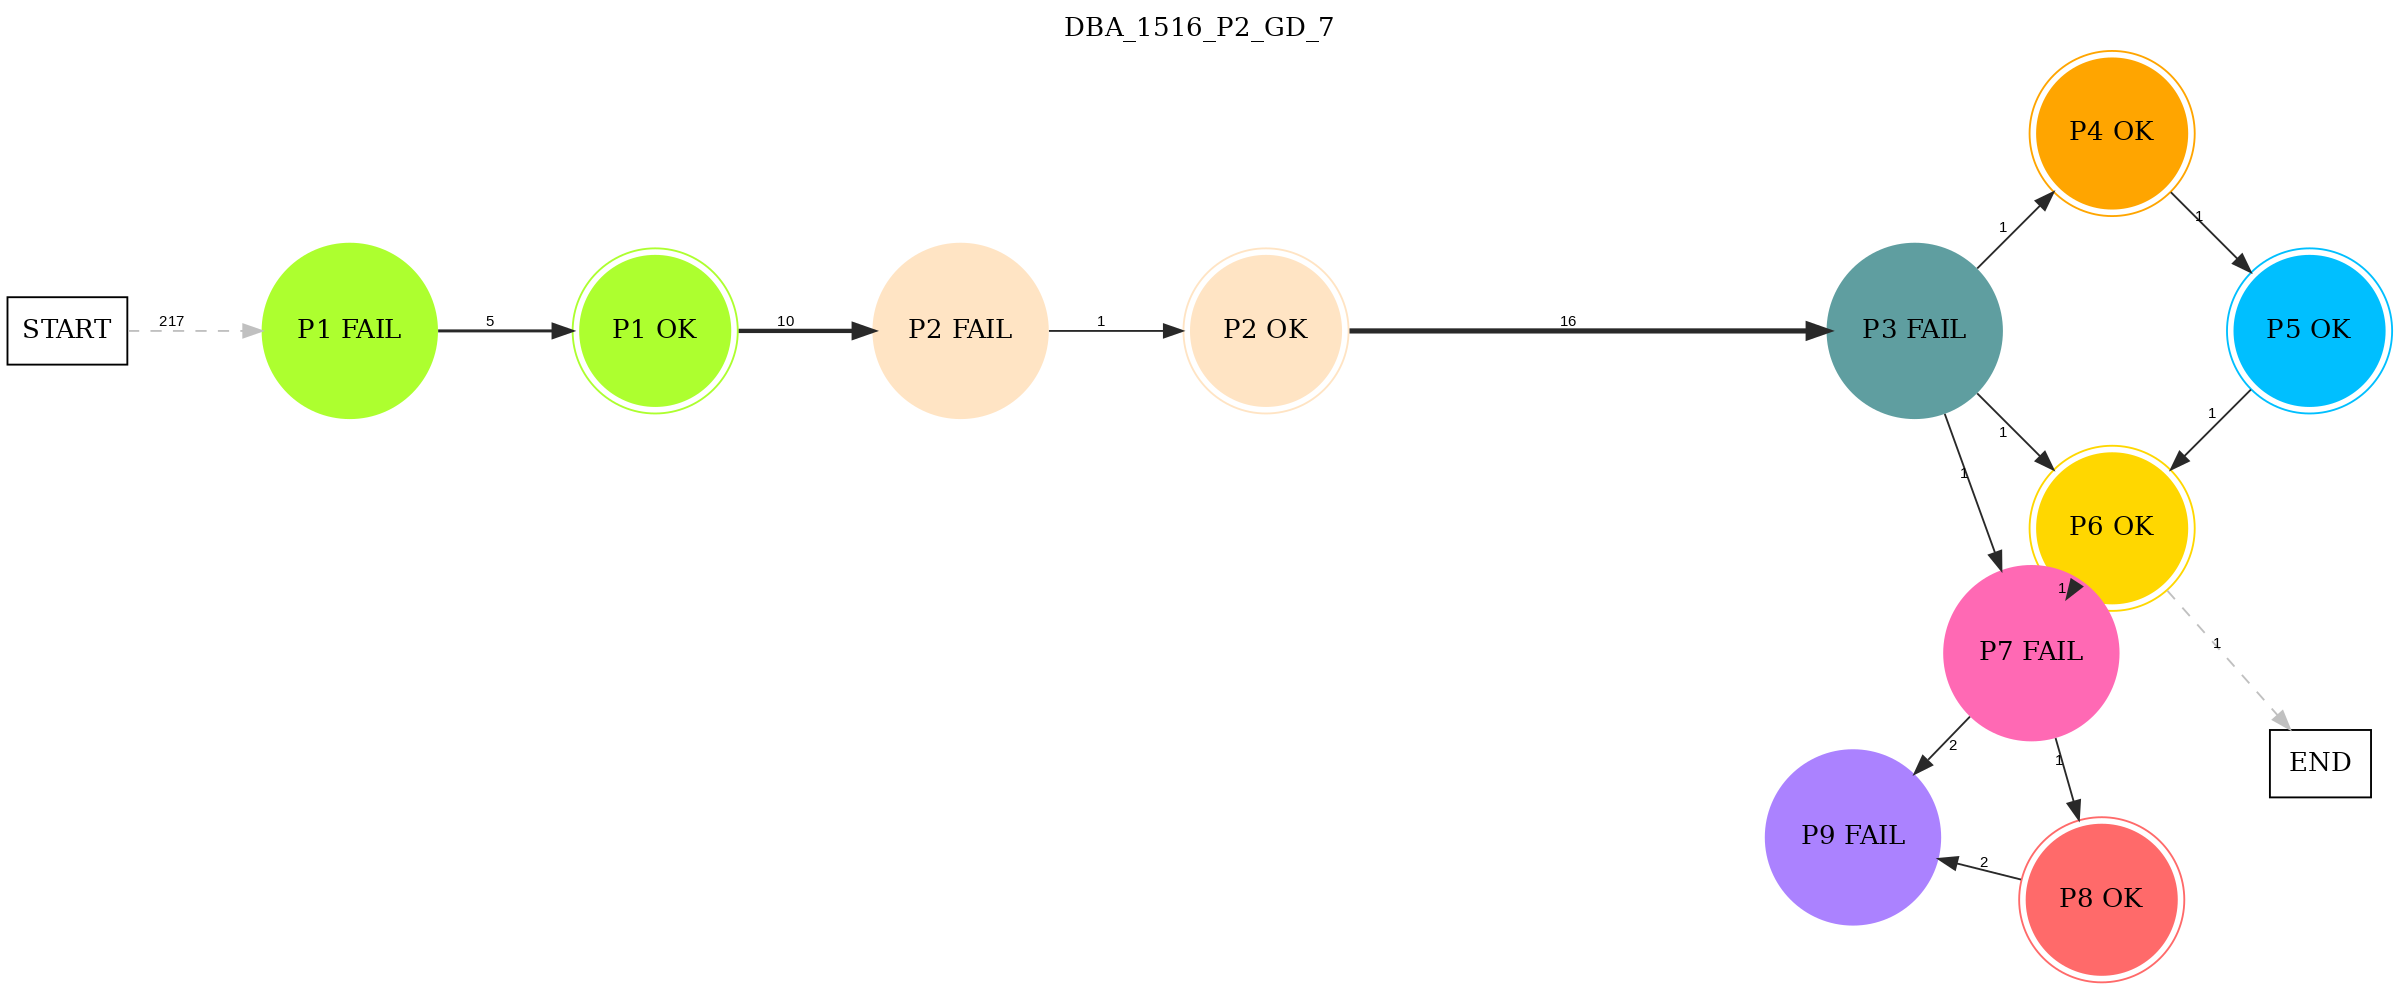 DBA_1516_P2_GD_7
P4 OK
1
1
START
217
P1 FAIL
5
P1 OK
10
P2 FAIL
1
P2 OK
16
P3 FAIL
P5 OK
1
1
1
P6 OK
1
1
P7 FAIL
2
1
END
P9 FAIL
2
P8 OK